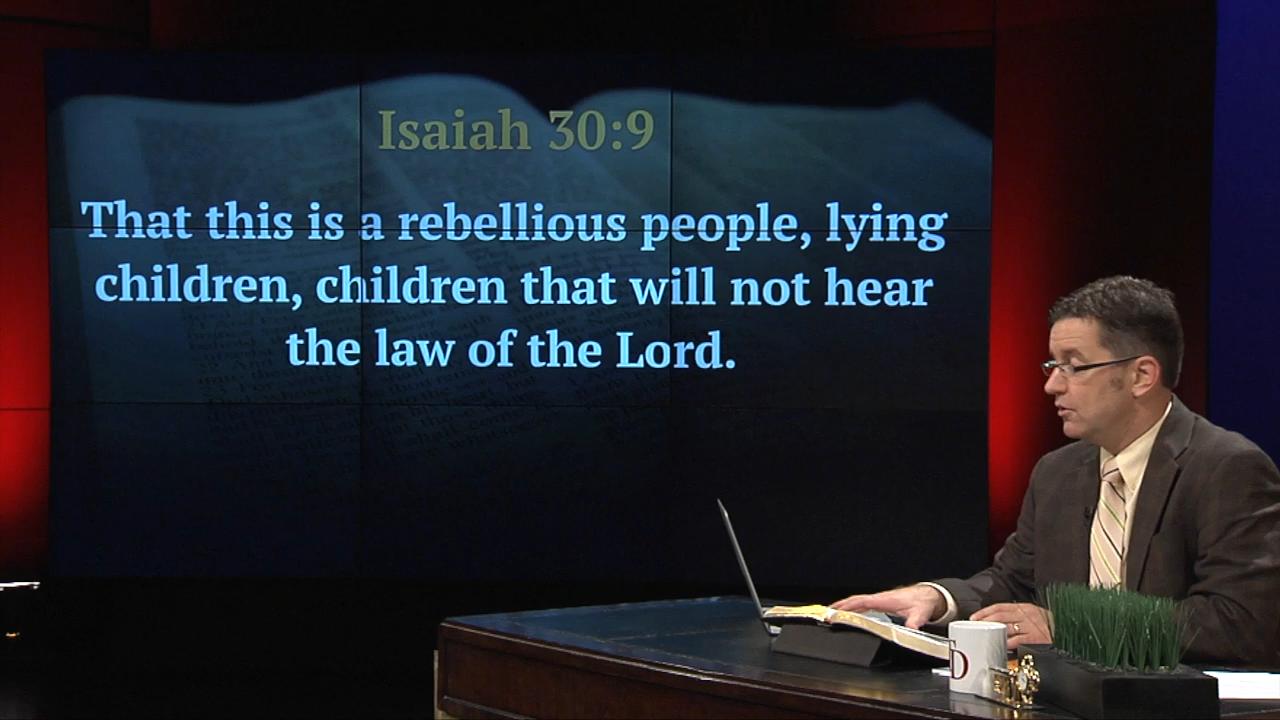 Isaiah 30:9
That this is a rebellious people, lying
children, children that will not hear
the law of the Lord.
D